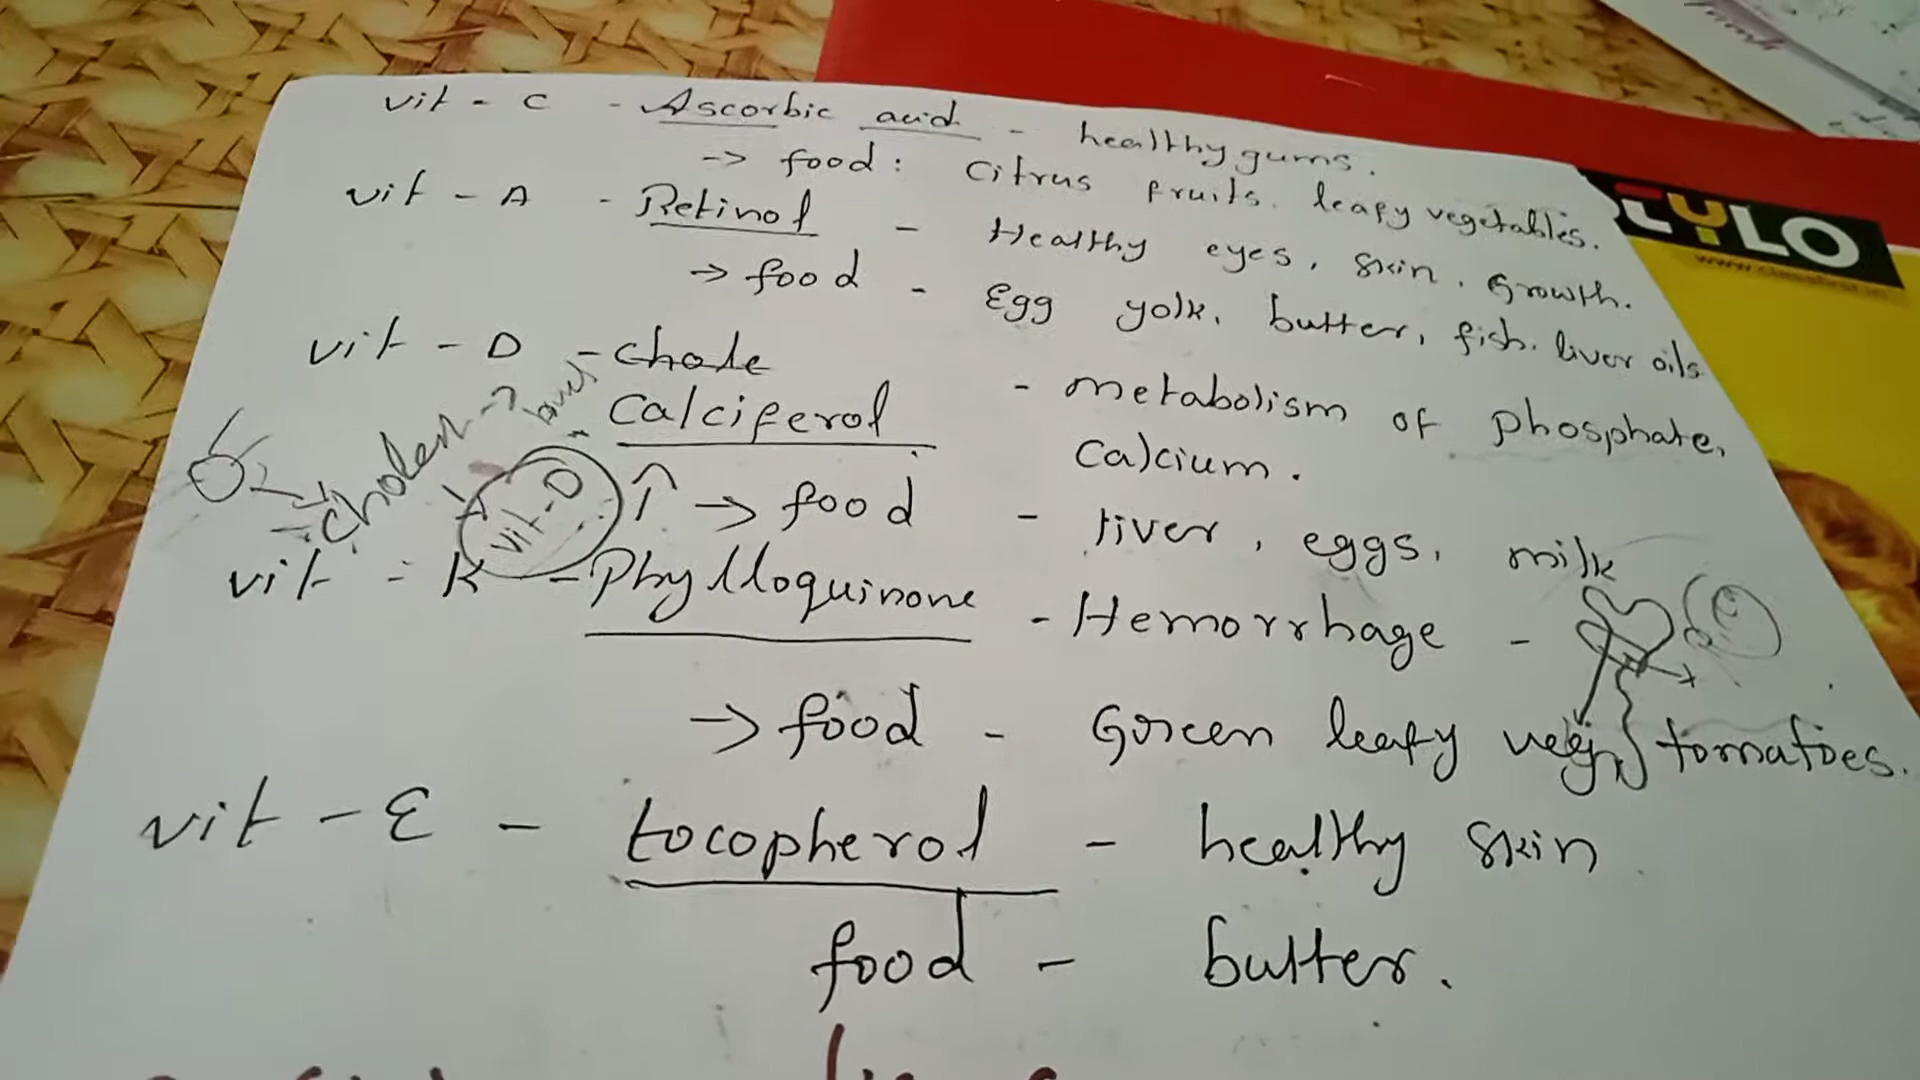 vit - C - Ascorbic acid - healthy gums.
-> food: Citrus fruits. leafy vegetables.
vit - A - Retinol - Healthy eyes, skin, Growth.
-> food - Egg yolk, butter, fish. liver oils
vit - D - Chole
Calciferol - metabolism of phosphate,
Calcium.
vit-D
↑ -> food - liver, eggs, milk
vit - K - Phylloquinone - Hemorrhage -
-> food - Green leafy veg, tomatoes.
vit - E - tocopherol - healthy skin
food - butter.
YLO